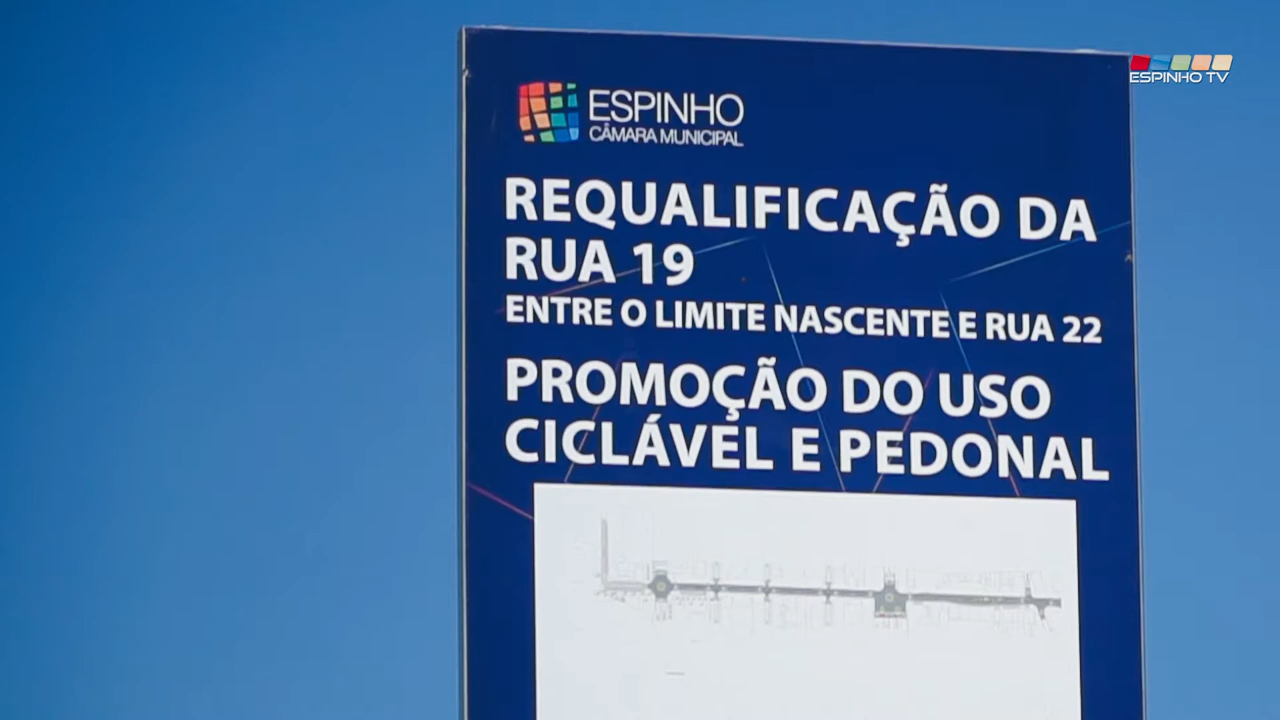 ESPINHO TV
ESPINHO
CÂMARA MUNICIPAL
REQUALIFICAÇÃO DA
RUA 19
ENTRE O LIMITE NASCENTE E RUA 22
PROMOÇÃO DO USO
CICLÁVEL E PEDONAL